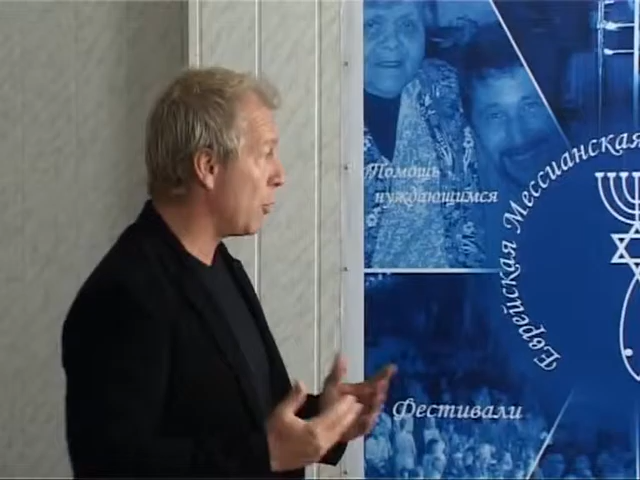 Помощь
нуждающимся
Еврейская Мессианская
Фестивали